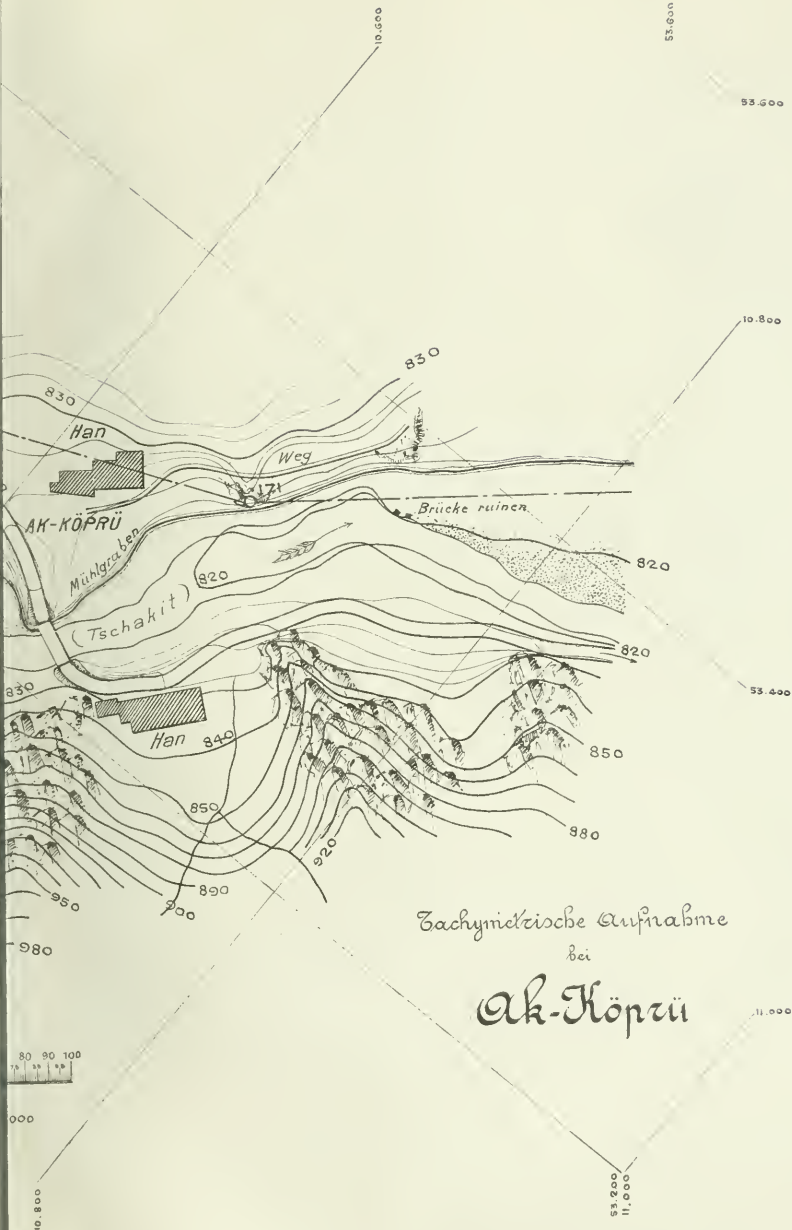 10.600
53.600
53.600
10.800
830
830
Han
Weg
171
AK-KÖPRÜ
Brücke ruinen
Mühlgraben
820
820
(Tschakit)
820
830
53.400
Han
840
850
850
880
920
890
900
950
980
Tachymetrische Aufnahme
bei
Ak-Köprü
11.000
80 90 100
000
10.800
53.200
11.000